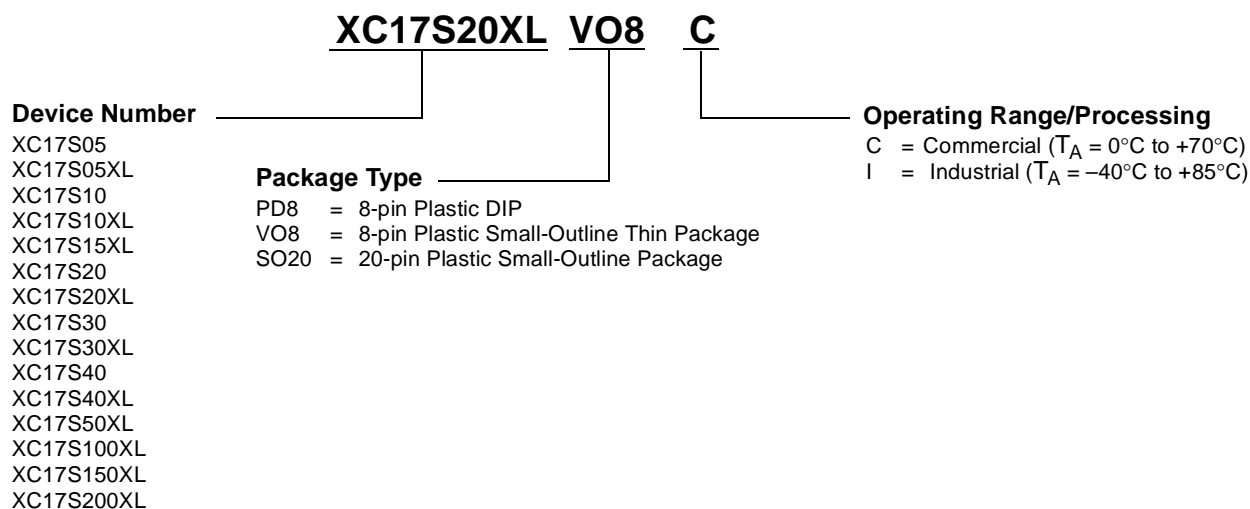 XC17S20XL VO8 C
Device Number
XC17S05
XC17S05XL
XC17S10
XC17S10XL
XC17S15XL
XC17S20
XC17S20XL
XC17S30
XC17S30XL
XC17S40
XC17S40XL
XC17S50XL
XC17S100XL
XC17S150XL
XC17S200XL
Package Type
PD8 = 8-pin Plastic DIP
VO8 = 8-pin Plastic Small-Outline Thin Package
SO20 = 20-pin Plastic Small-Outline Package
Operating Range/Processing
C = Commercial (TA = 0°C to +70°C)
I = Industrial (TA = –40°C to +85°C)